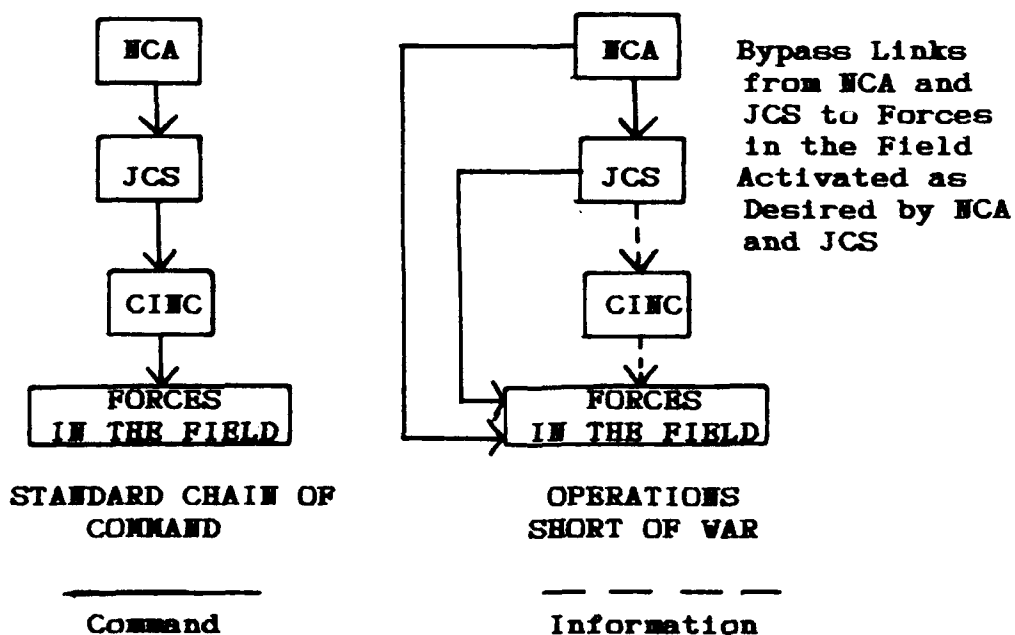 NCA
JCS
CINC
FORCES
IN THE FIELD
STANDARD CHAIN OF
COMMAND
Command
NCA
JCS
CINC
FORCES
IN THE FIELD
OPERATIONS
SHORT OF WAR
Information
Bypass Links
from NCA and
JCS to Forces
in the Field
Activated as
Desired by NCA
and JCS